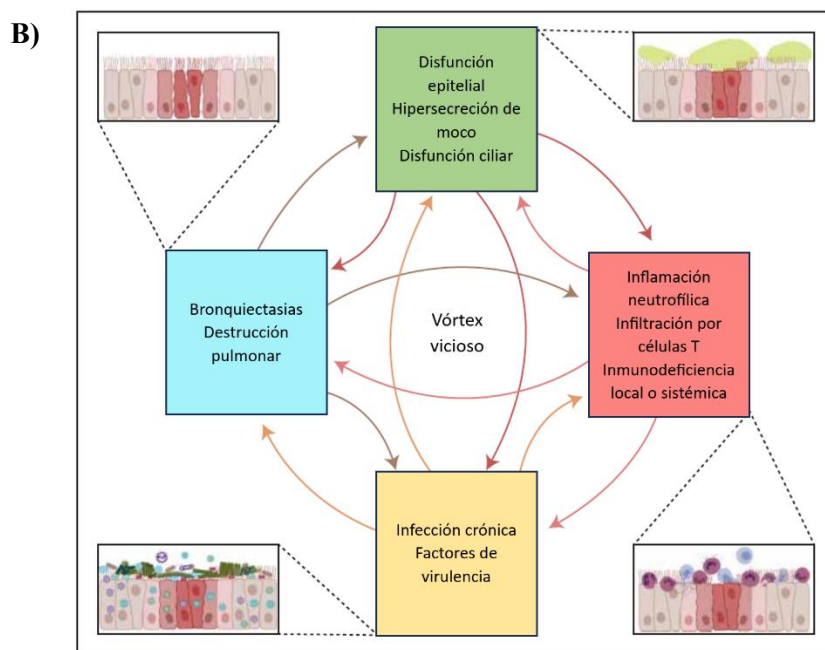 B)
Disfunción
epitelial
Hipersecreción de
moco
Disfunción ciliar
Bronquiectasias
Destrucción
pulmonar
Vórtex
vicioso
Inflamación
neutrofílica
Infiltración por
células T
Inmunodeficiencia
local o sistémica
Infección crónica
Factores de
virulencia